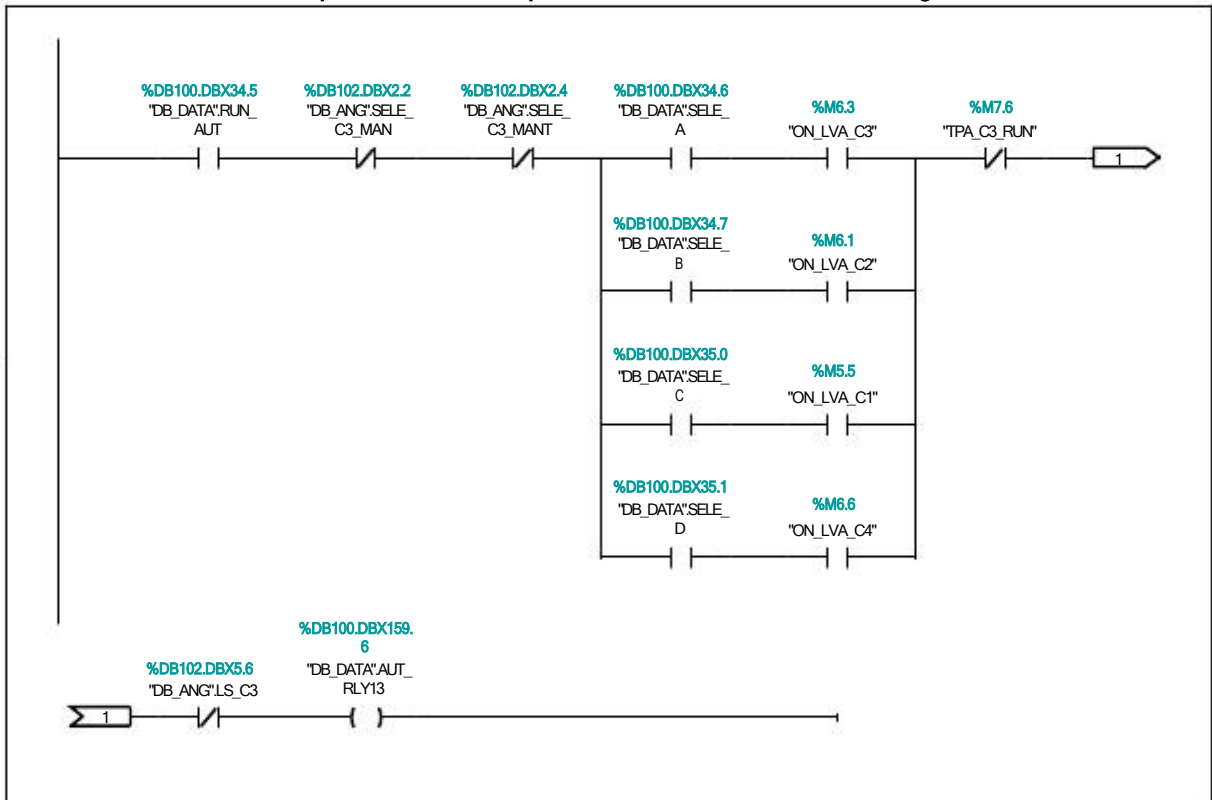 %DB100.DBX34.5
"DB_DATA".RUN_
AUT
%DB102.DBX2.2
"DB_ANG".SELE_
C3_MAN
%DB102.DBX2.4
"DB_ANG".SELE_
C3_MANT
%DB100.DBX34.6
"DB_DATA".SELE_
A
%M6.3
"ON_LVA_C3"
%M7.6
"TPA_C3_RUN"
1
%DB100.DBX34.7
"DB_DATA".SELE_
B
%M6.1
"ON_LVA_C2"
%DB100.DBX35.0
"DB_DATA".SELE_
C
%M5.5
"ON_LVA_C1"
%DB100.DBX35.1
"DB_DATA".SELE_
D
%M6.6
"ON_LVA_C4"
1
%DB102.DBX5.6
"DB_ANG".LS_C3
%DB100.DBX159.
6
"DB_DATA".AUT_
RLY13